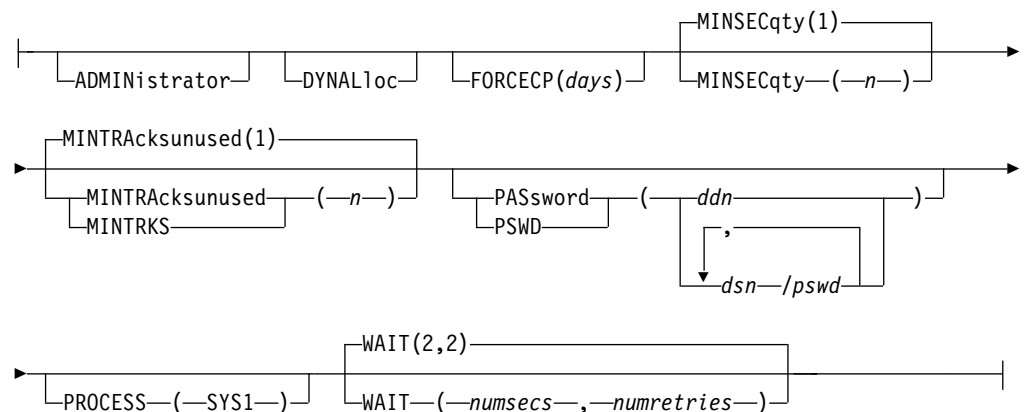 MINSECqty(1)
ADMINistrator DYNALloc FORCECP(days) MINSECqty ( n )
MINTRAcksunused(1)
MINTRAcksunused ( n ) PASsword ( ddn )
MINTRKS PSWD ,
dsn /pswd
WAIT(2,2)
PROCESS ( SYS1 ) WAIT ( numsecs , numretries )